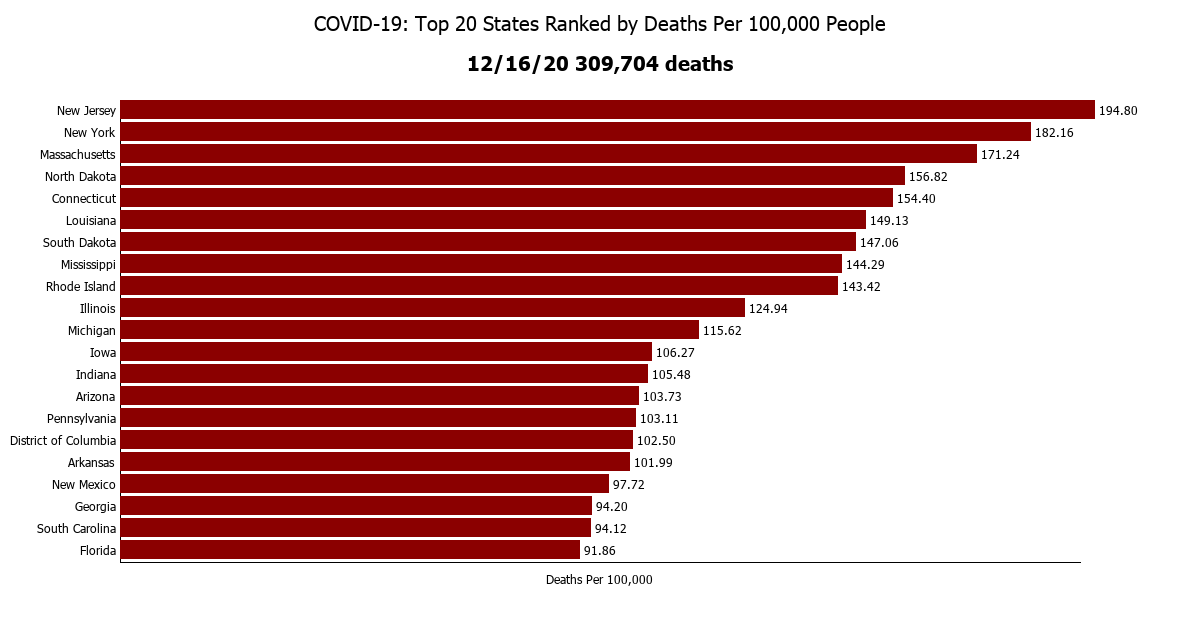 COVID-19: Top 20 States Ranked by Deaths Per 100,000 People
12/16/20 309,704 deaths
New Jersey 194.80
New York 182.16
Massachusetts 171.24
North Dakota 156.82
Connecticut 154.40
Louisiana 149.13
South Dakota 147.06
Mississippi 144.29
Rhode Island 143.42
Illinois 124.94
Michigan 115.62
Iowa 106.27
Indiana 105.48
Arizona 103.73
Pennsylvania 103.11
District of Columbia 102.50
Arkansas 101.99
New Mexico 97.72
Georgia 94.20
South Carolina 94.12
Florida 91.86
Deaths Per 100,000